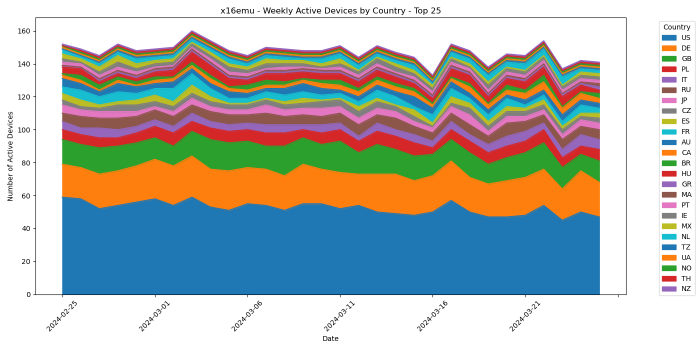 x16emu - Weekly Active Devices by Country - Top 25
Number of Active Devices
160
140
120
100
80
60
40
20
0
2024-02-25
2024-03-01
2024-03-06
2024-03-11
2024-03-16
2024-03-21
Date
Country
US
DE
GB
PL
IT
RU
JP
CZ
ES
FR
AU
CA
BR
HU
GR
MA
PT
IE
MX
NL
TZ
UA
NO
TH
NZ